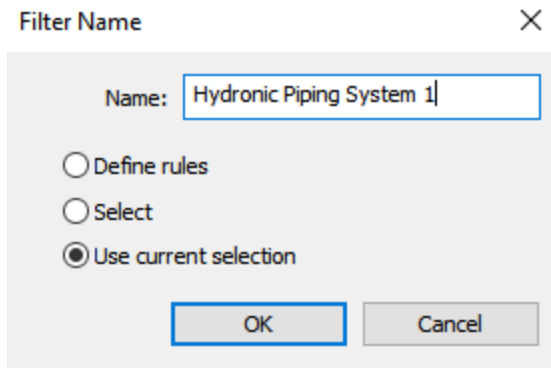 Filter Name
Name: Hydronic Piping System 1
Define rules
Select
Use current selection
OK Cancel